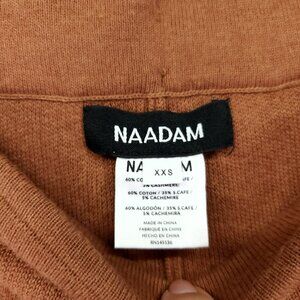 NAADAM
NA
XXS
M
60% CO
FE /
5% CASHMERE/
60% COTON / 35% S.CAFE /
5% CACHEMIRE
60% ALGODÓN / 35% S.CAFE /
5% CACHEMIRA
MADE IN CHINA
FABRIQUÉ EN CHINE
HECHO EN CHINA